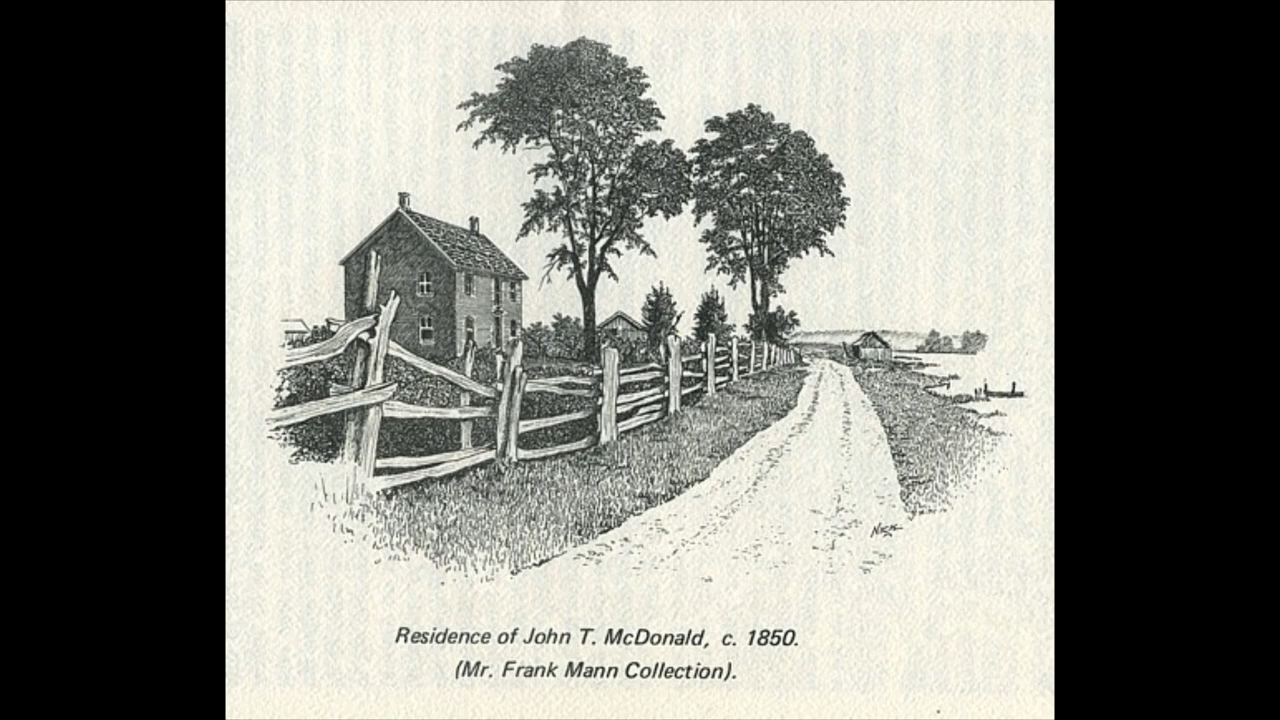 Residence of John T. McDonald, c. 1850.
(Mr. Frank Mann Collection).